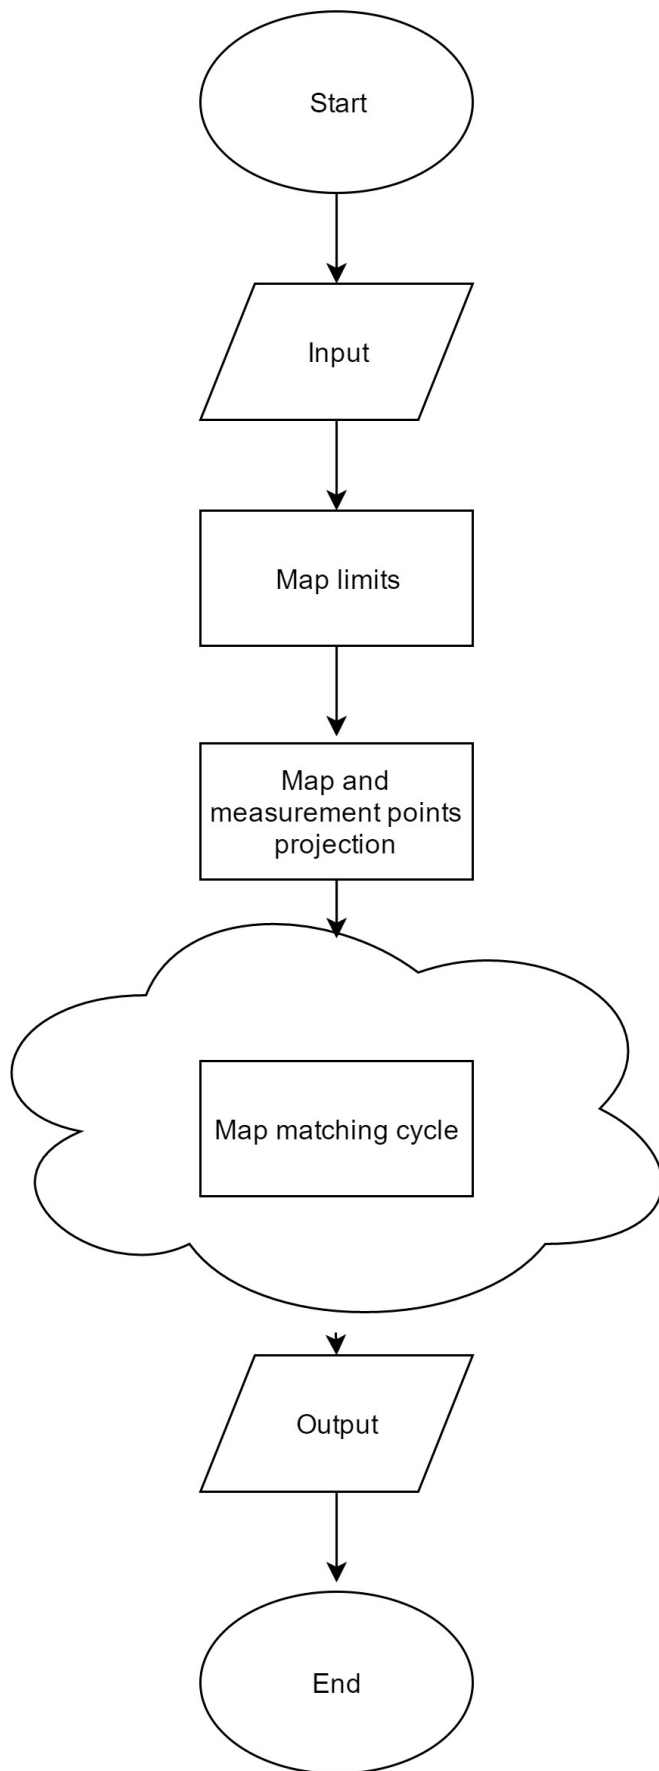 Start
Input
Map limits
Map and
measurement points
projection
Map matching cycle
Output
End